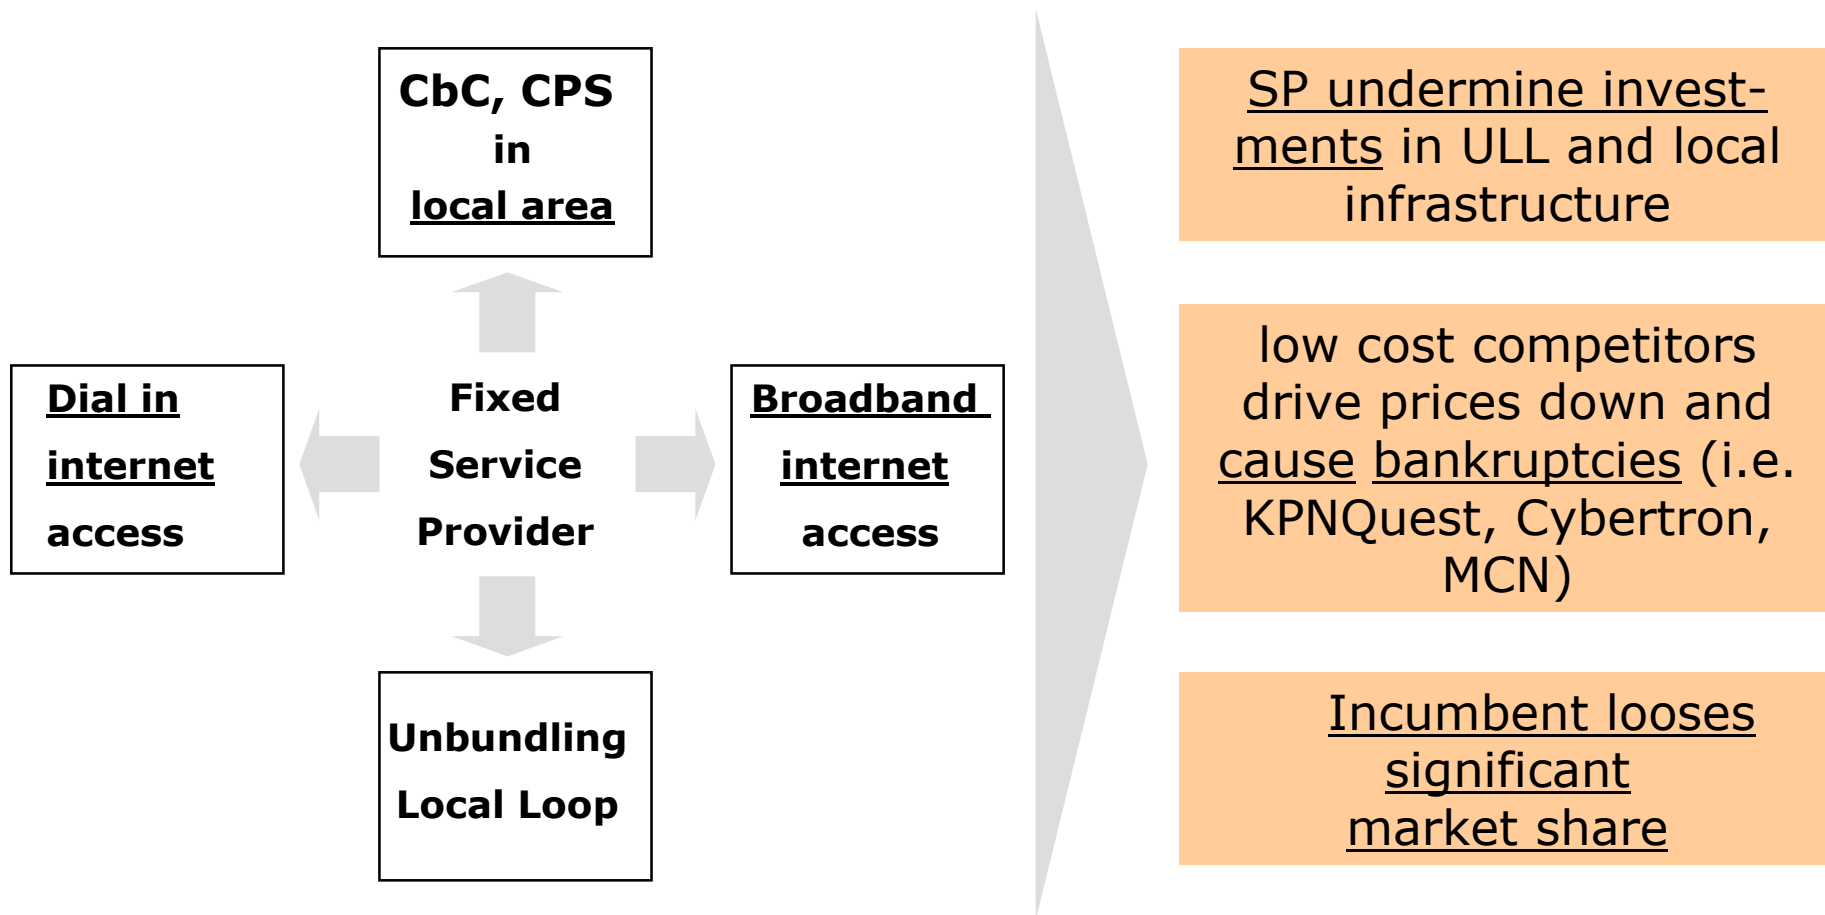 CbC, CPS
in
local area
Dial in
internet
access
Fixed
Service
Provider
Broadband
internet
access
Unbundling
Local Loop
SP undermine invest-
ments in ULL and local
infrastructure
low cost competitors
drive prices down and
cause bankruptcies (i.e.
KPNQuest, Cybertron,
MCN)
Incumbent looses
significant
market share